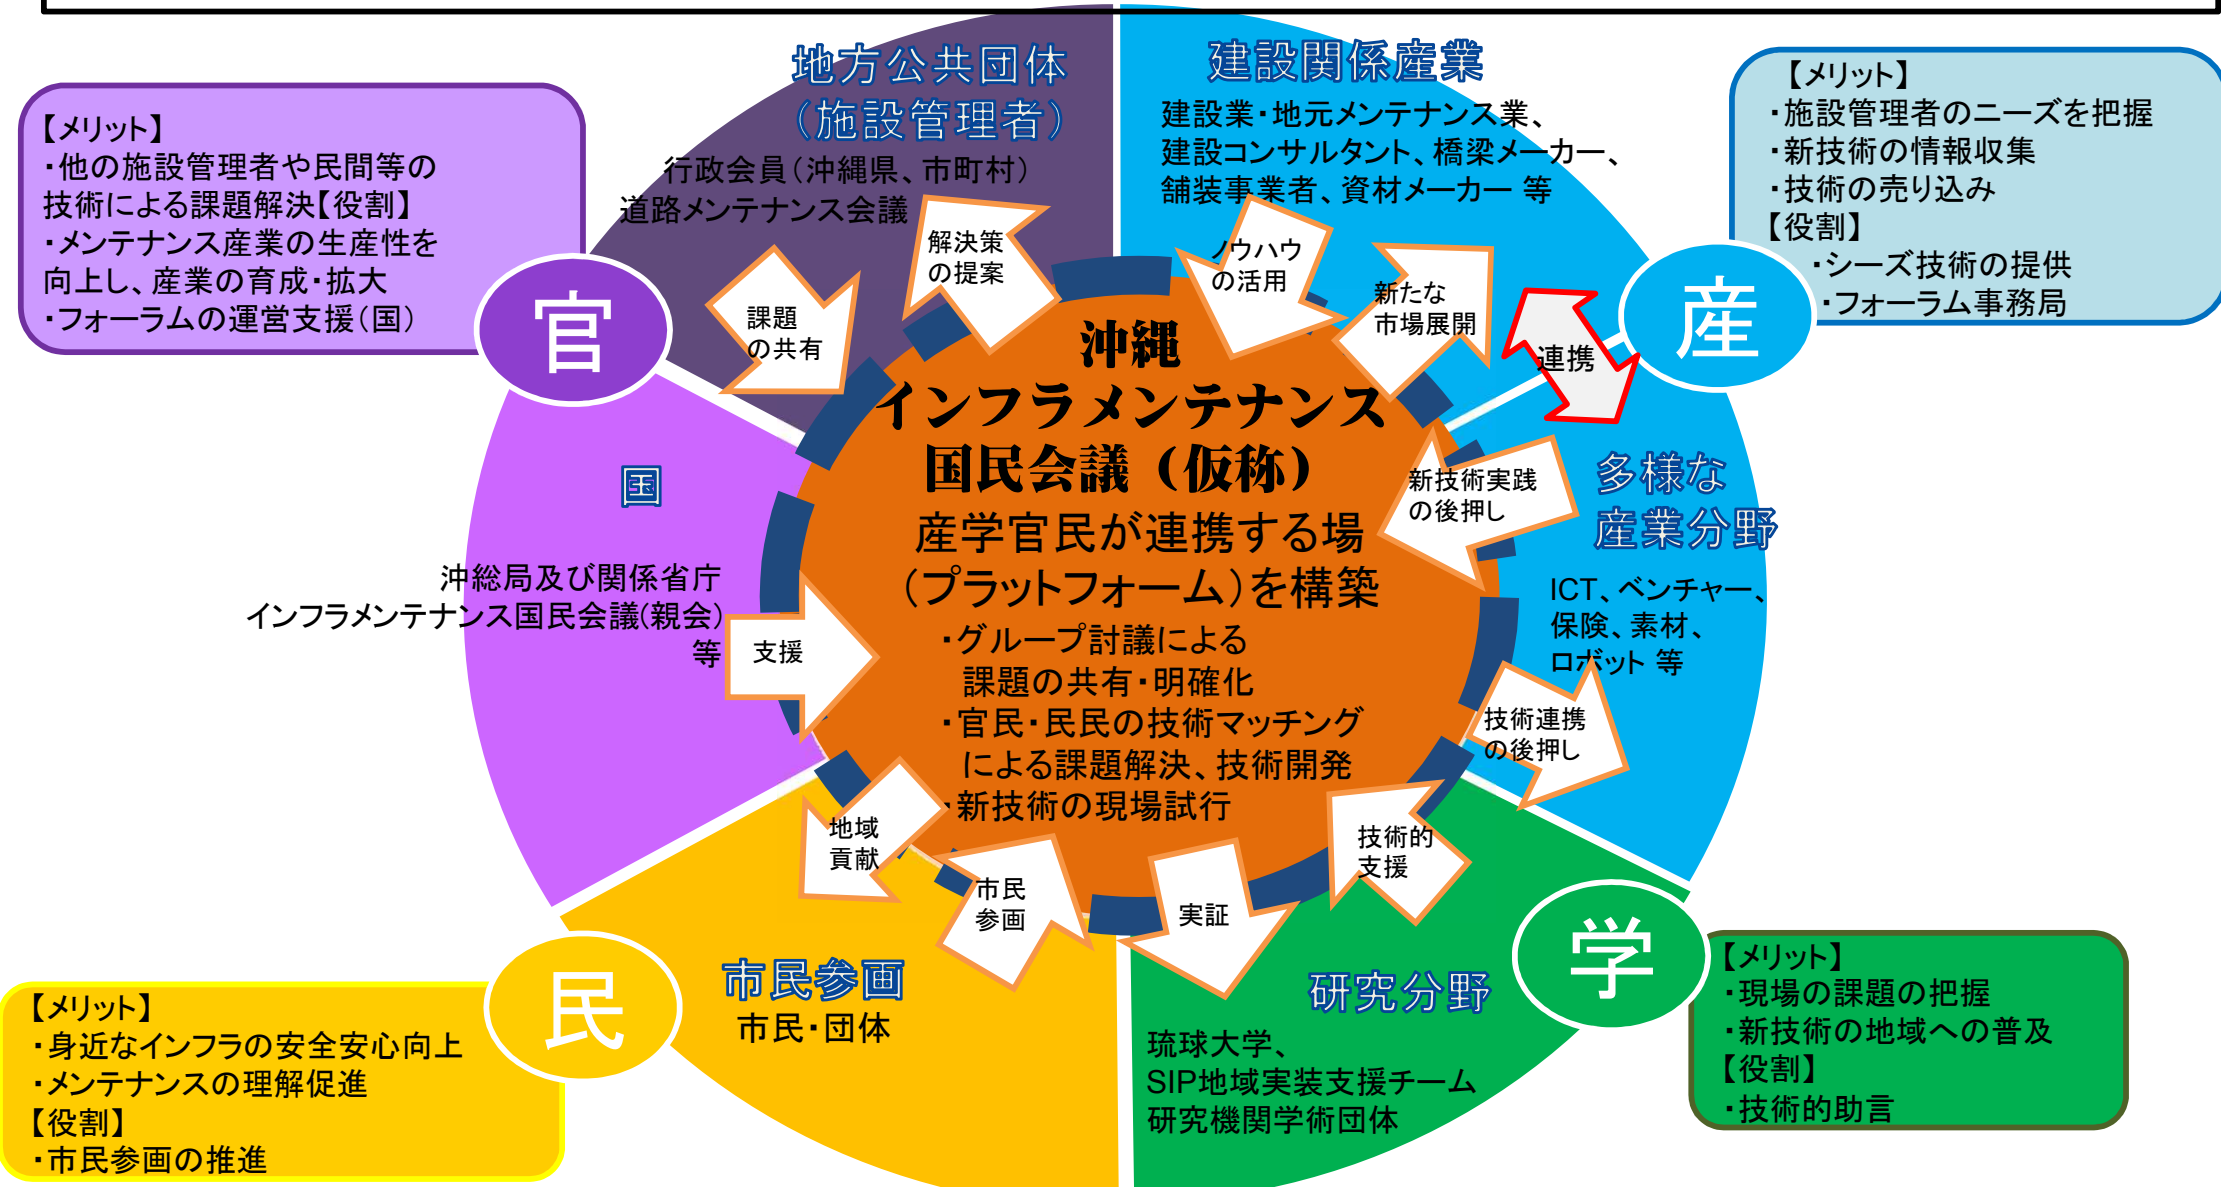 地方公共団体
（施設管理者）
行政会員（沖縄県、市町村）
道路メンテナンス会議
建設関係産業
建設業・地元メンテナンス業、
建設コンサルタント、橋梁メーカー、
舗装事業者、資材メーカー 等
【メリット】
・他の施設管理者や民間等の
技術による課題解決【役割】
・メンテナンス産業の生産性を
向上し、産業の育成・拡大
・フォーラムの運営支援（国）
官
【メリット】
・施設管理者のニーズを把握
・新技術の情報収集
・技術の売り込み
【役割】
・シーズ技術の提供
・フォーラム事務局
産
課題
の共有
解決策
の提案
ノウハウ
の活用
新たな
市場展開
連携
沖縄
インフラメンテナンス
国民会議（仮称）
産学官民が連携する場
（プラットフォーム）を構築
・グループ討議による
課題の共有・明確化
・官民・民民の技術マッチング
による課題解決、技術開発
・新技術の現場試行
国
沖総局及び関係省庁
インフラメンテナンス国民会議(親会)
等
支援
新技術実践
の後押し
多様な
産業分野
ICT、ベンチャー、
保険、素材、
ロボット 等
技術連携
の後押し
地域
貢献
市民
参画
実証
技術的
支援
市民参画
市民・団体
民
【メリット】
・身近なインフラの安全安心向上
・メンテナンスの理解促進
【役割】
・市民参画の推進
研究分野
琉球大学、
SIP地域実装支援チーム
研究機関学術団体
学
【メリット】
・現場の課題の把握
・新技術の地域への普及
【役割】
・技術的助言